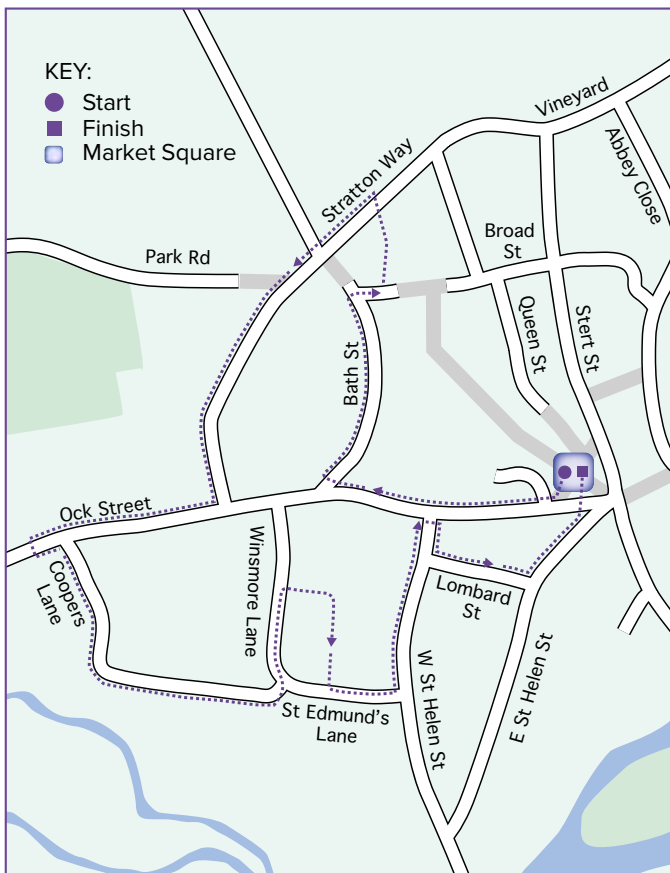 KEY:
Start
Finish
Market Square
Vineyard
Abbey Close
Stratton Way
Broad
St
Park Rd
Queen St
Stert St
Bath St
Ock Street
Winsmore Lane
Coopers
Lane
Lombard
St
W St Helen St
E St Helen St
St Edmund's
Lane